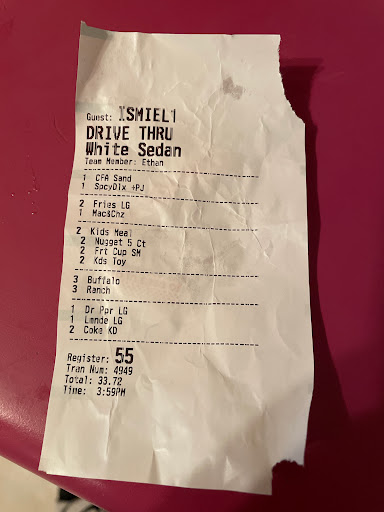 Guest: ISMIEL1
DRIVE THRU
White Sedan
Team Member: Ethan
1 CFA Sand
1 SpcyDlx +PJ
2 Fries LG
1 Mac&Chz
2 Kids Meal
2 Nugget 5 Ct
2 Frt Cup SM
2 Kds Toy
3 Buffalo
3 Ranch
1 Dr Ppr LG
1 Lmnde LG
2 Coke KD
Register: 55
Tran Num: 4949
Total: 33.72
Time: 3:59PM